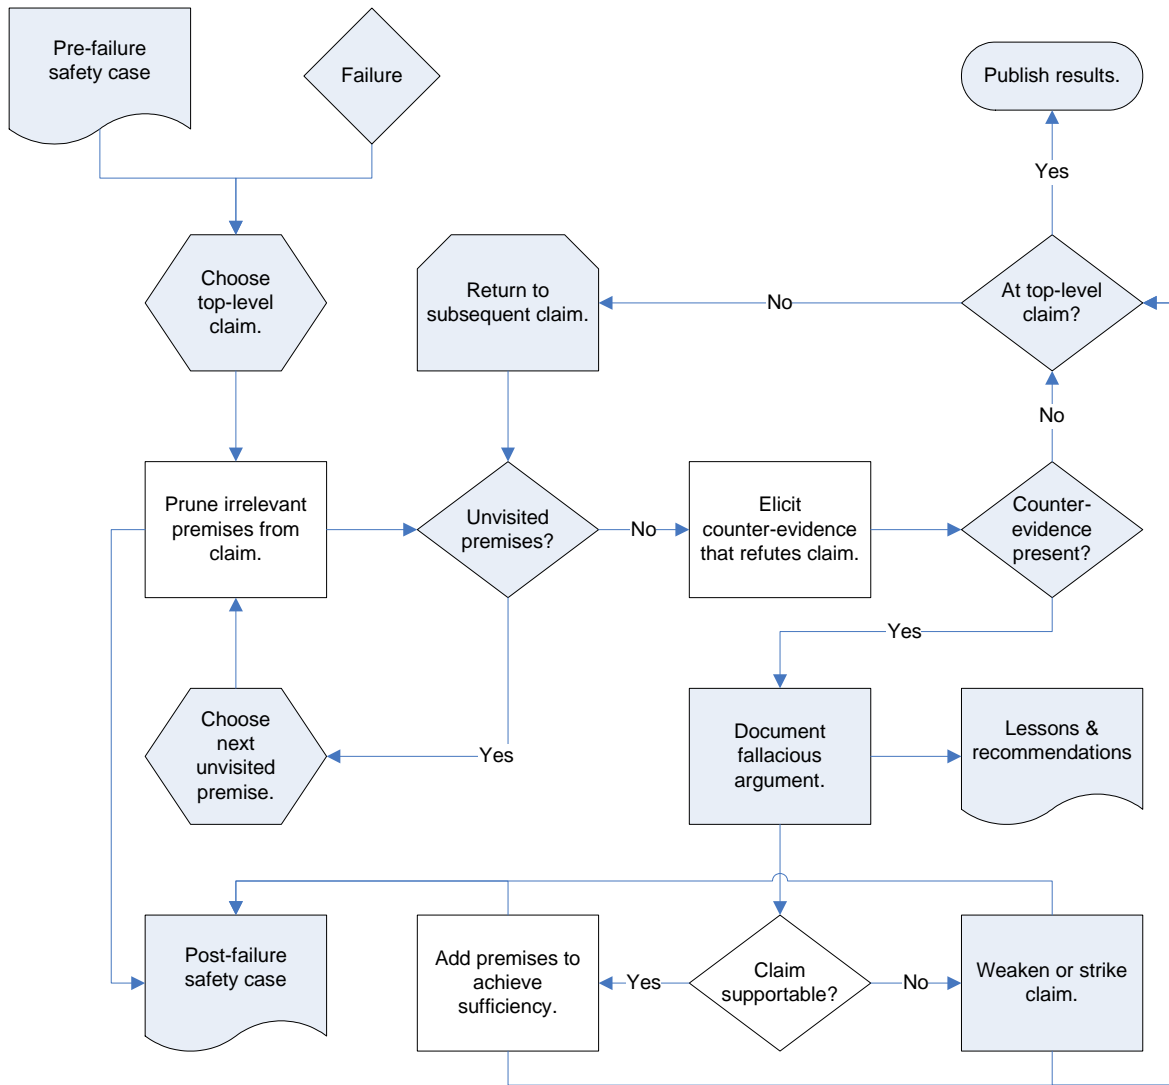 Pre-failure
safety case
Failure
Publish results.
Yes
Choose
top-level
claim.
Return to
subsequent claim.
No
At top-level
claim?
No
Prune irrelevant
premises from
claim.
Unvisited
premises?
No
Elicit
counter-evidence
that refutes claim.
Counter-
evidence
present?
Yes
Choose
next
unvisited
premise.
Yes
Document
fallacious
argument.
Lessons &
recommendations
Post-failure
safety case
Add premises to
achieve
sufficiency.
Yes
Claim
supportable?
No
Weaken or strike
claim.